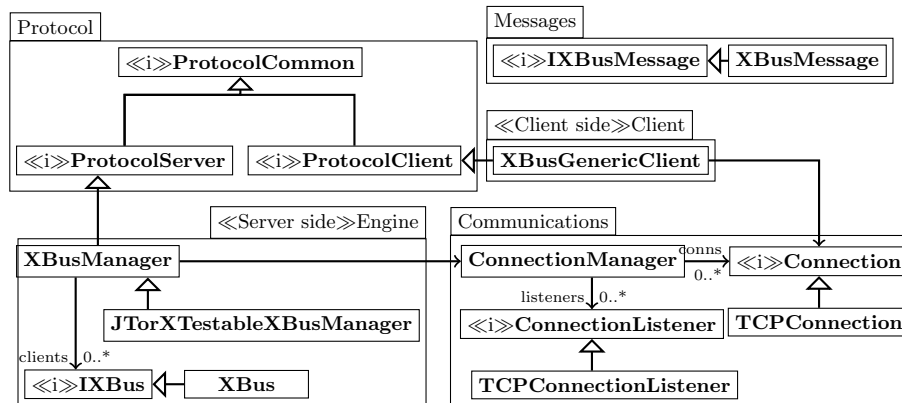 Protocol
Messages
≪i≫ProtocolCommon
≪i≫IXBusMessage
XBusMessage
≪Client side≫Client
≪i≫ProtocolServer
≪i≫ProtocolClient
XBusGenericClient
≪Server side≫Engine
Communications
XBusManager
ConnectionManager
conns
0..*
≪i≫Connection
listeners
0..*
JTorXTestableXBusManager
≪i≫ConnectionListener
TCPConnection
clients
0..*
≪i≫IXBus
XBus
TCPConnectionListener